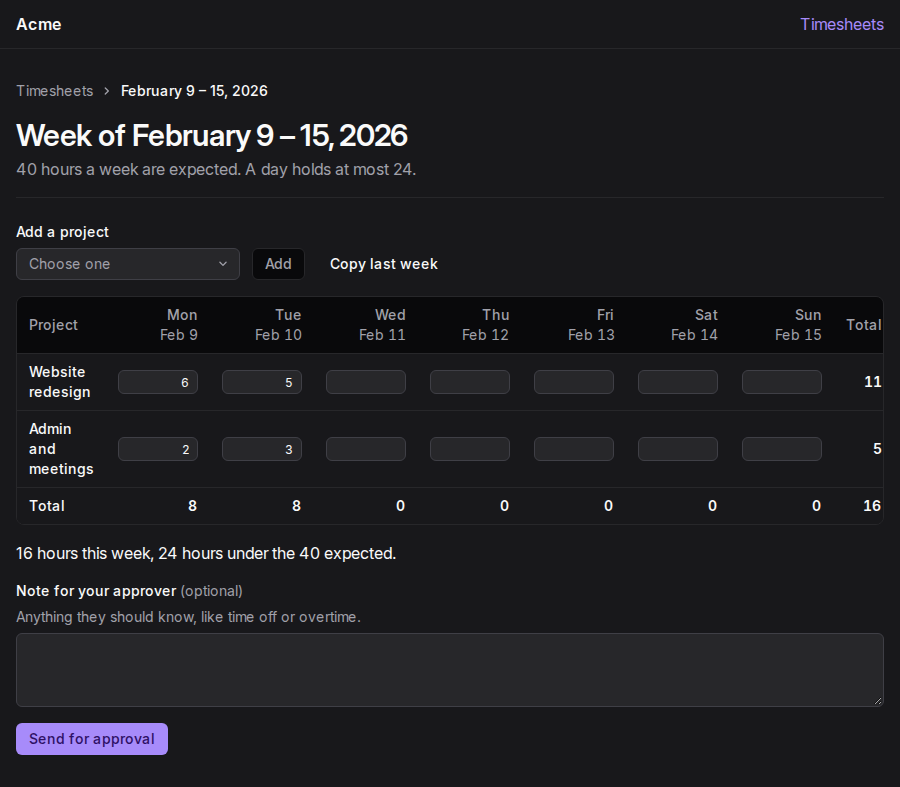 Acme
Timesheets
Timesheets > February 9 – 15, 2026
Week of February 9 – 15, 2026
40 hours a week are expected. A day holds at most 24.
Add a project
Choose one
Add
Copy last week
Project Mon Feb 9 Tue Feb 10 Wed Feb 11 Thu Feb 12 Fri Feb 13 Sat Feb 14 Sun Feb 15 Total
Website redesign 6 5 11
Admin and meetings 2 3 5
Total 8 8 0 0 0 0 0 16
16 hours this week, 24 hours under the 40 expected.
Note for your approver (optional)
Anything they should know, like time off or overtime.
Send for approval